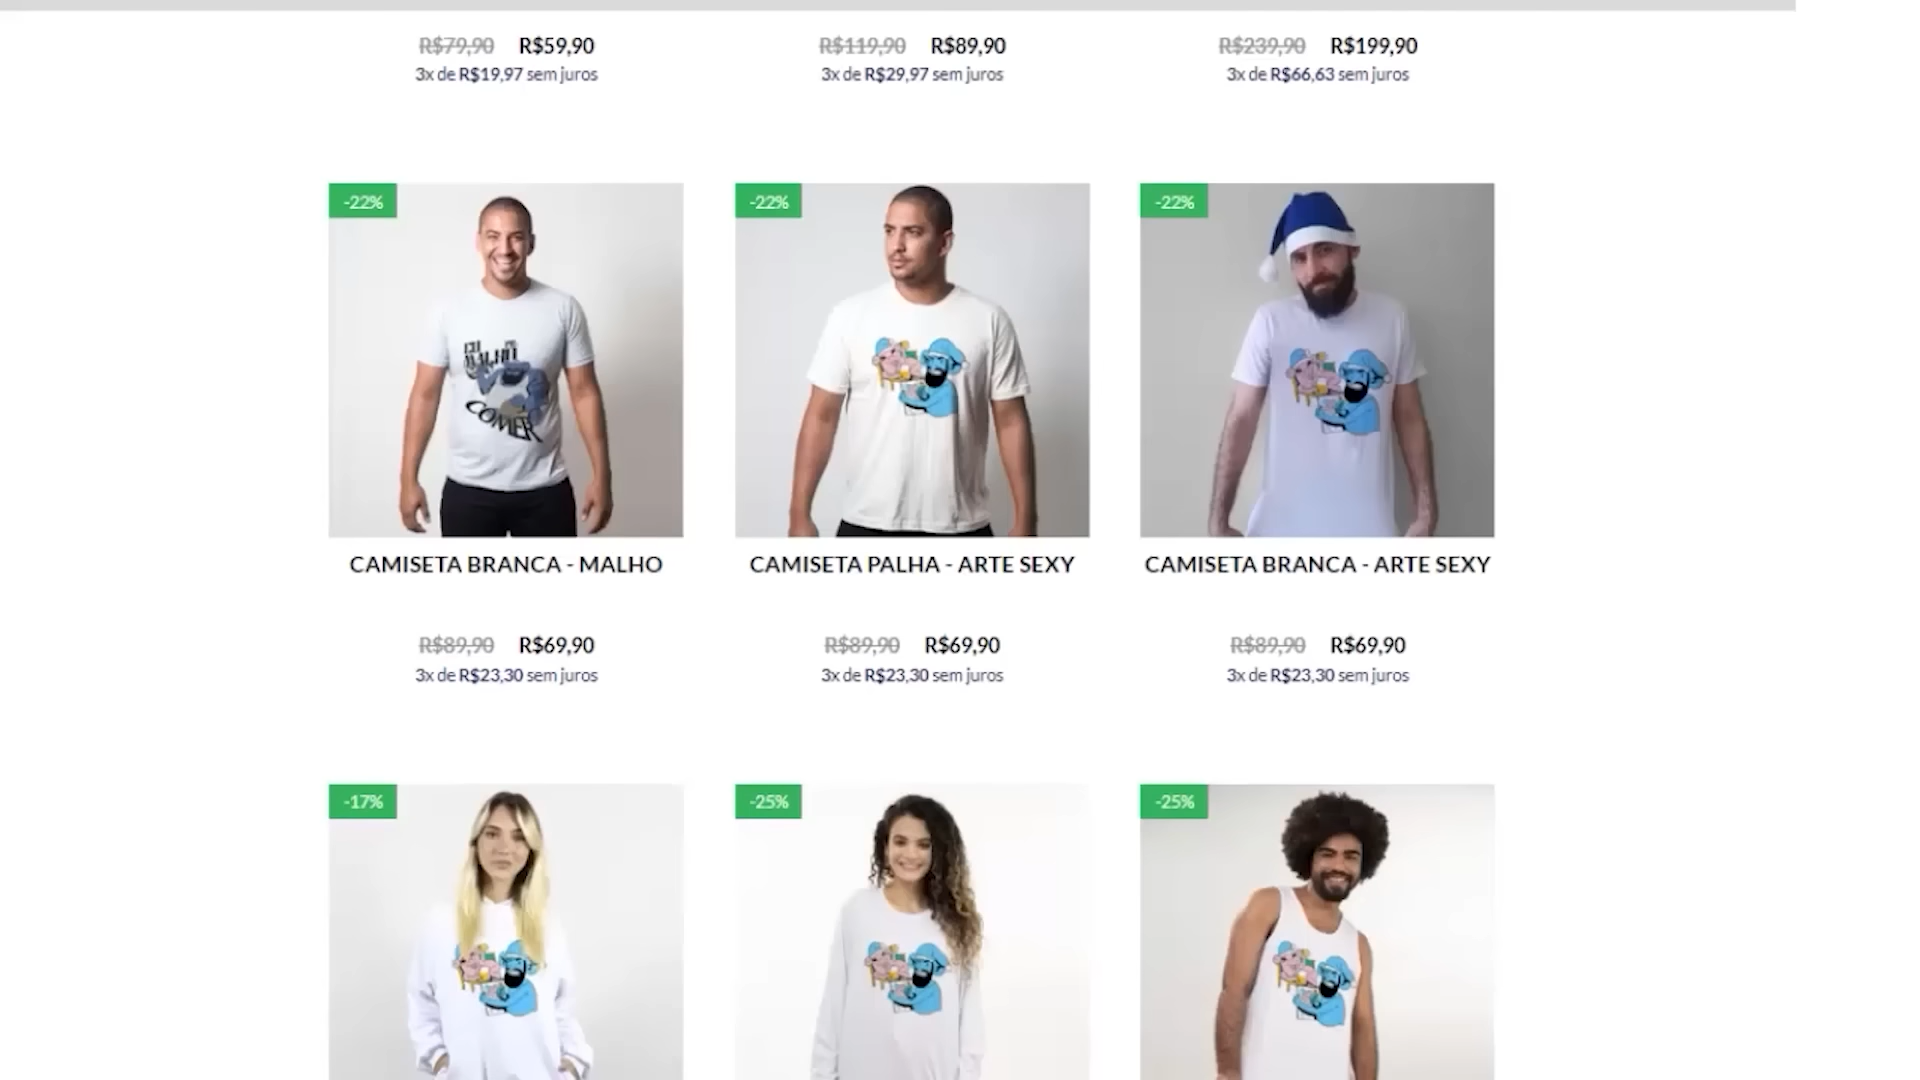 R$79,90 R$59,90
3x de R$19,97 sem juros
R$119,90 R$89,90
3x de R$29,97 sem juros
R$239,90 R$199,90
3x de R$66,63 sem juros
-22%
COMER
CAMISETA BRANCA - MALHO
R$89,90 R$69,90
3x de R$23,30 sem juros
-22%
CAMISETA PALHA - ARTE SEXY
R$89,90 R$69,90
3x de R$23,30 sem juros
-22%
CAMISETA BRANCA - ARTE SEXY
R$89,90 R$69,90
3x de R$23,30 sem juros
-17%
-25%
-25%